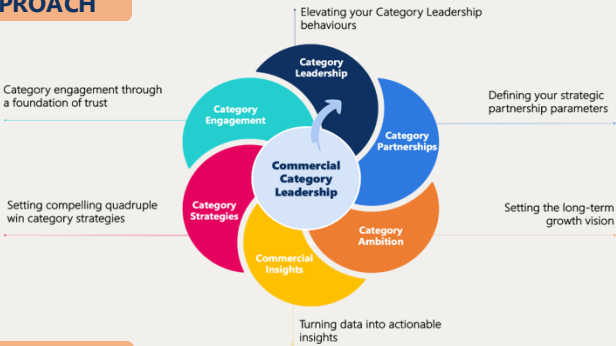 PROACH
Elevating your Category Leadership
behaviours
Category
Leadership
Category engagement through
a foundation of trust
Category
Engagement
Defining your strategic
partnership parameters
Category
Partnerships
Commercial
Category
Leadership
Setting compelling quadruple
win category strategies
Category
Strategies
Setting the long-term
growth vision
Category
Ambition
Commercial
Insights
Turning data into actionable
insights